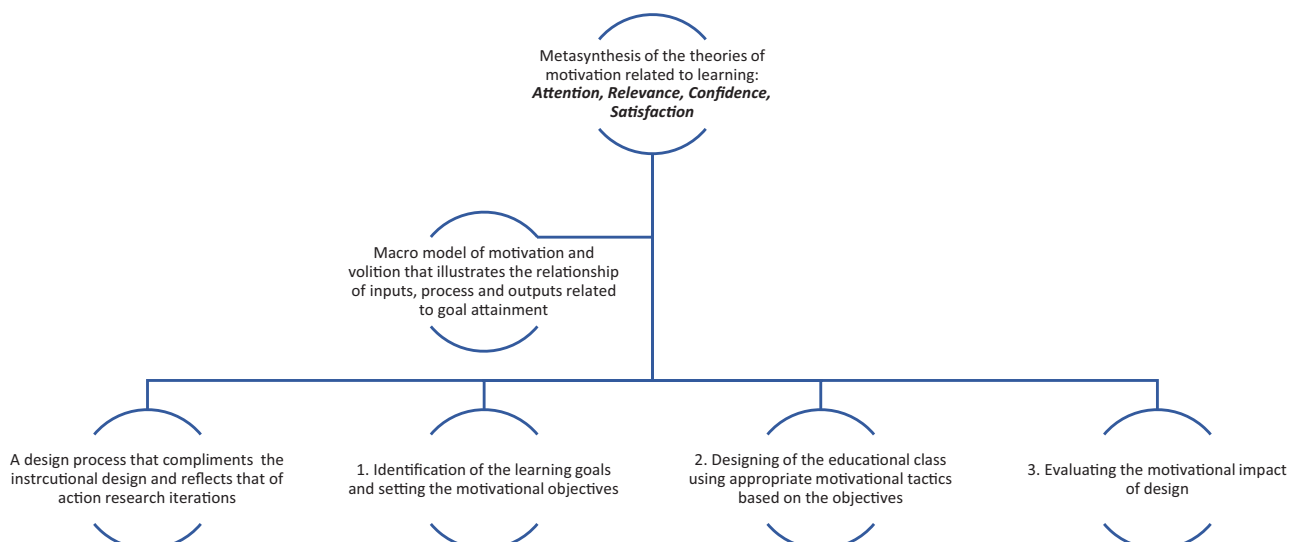 Metasynthesis of the theories of
motivation related to learning:
Attention, Relevance, Confidence,
Satisfaction
Macro model of motivation and
volition that illustrates the relationship
of inputs, process and outputs related
to goal attainment
A design process that compliments the
instrcutional design and reflects that of
action research iterations
1. Identification of the learning goals
and setting the motivational objectives
2. Designing of the educational class
using appropriate motivational tactics
based on the objectives
3. Evaluating the motivational impact
of design